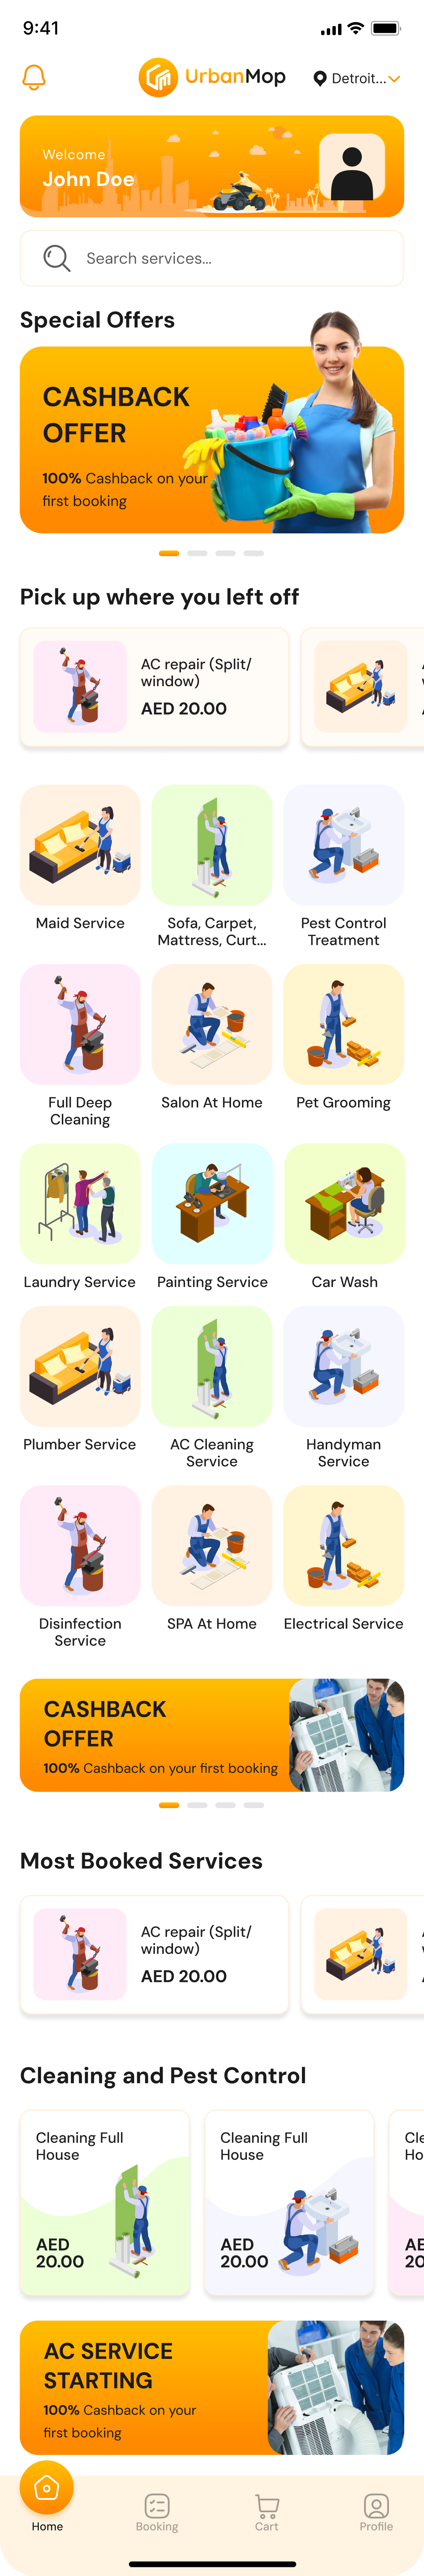 9:41
UrbanMop
Detroit...
Welcome
John Doe
Search services...
Special Offers
CASHBACK
OFFER
100% Cashback on your
first booking
Pick up where you left off
AC repair (Split/
window)
AED 20.00
Maid Service
Sofa, Carpet,
Mattress, Curt...
Pest Control
Treatment
Full Deep
Cleaning
Salon At Home
Pet Grooming
Laundry Service
Painting Service
Car Wash
Plumber Service
AC Cleaning
Service
Handyman
Service
Disinfection
Service
SPA At Home
Electrical Service
CASHBACK
OFFER
100% Cashback on your first booking
Most Booked Services
AC repair (Split/
window)
AED 20.00
Cleaning and Pest Control
Cleaning Full
House
AED
20.00
Cleaning Full
House
AED
20.00
AC SERVICE
STARTING
100% Cashback on your
first booking
Home
Booking
Cart
Profile